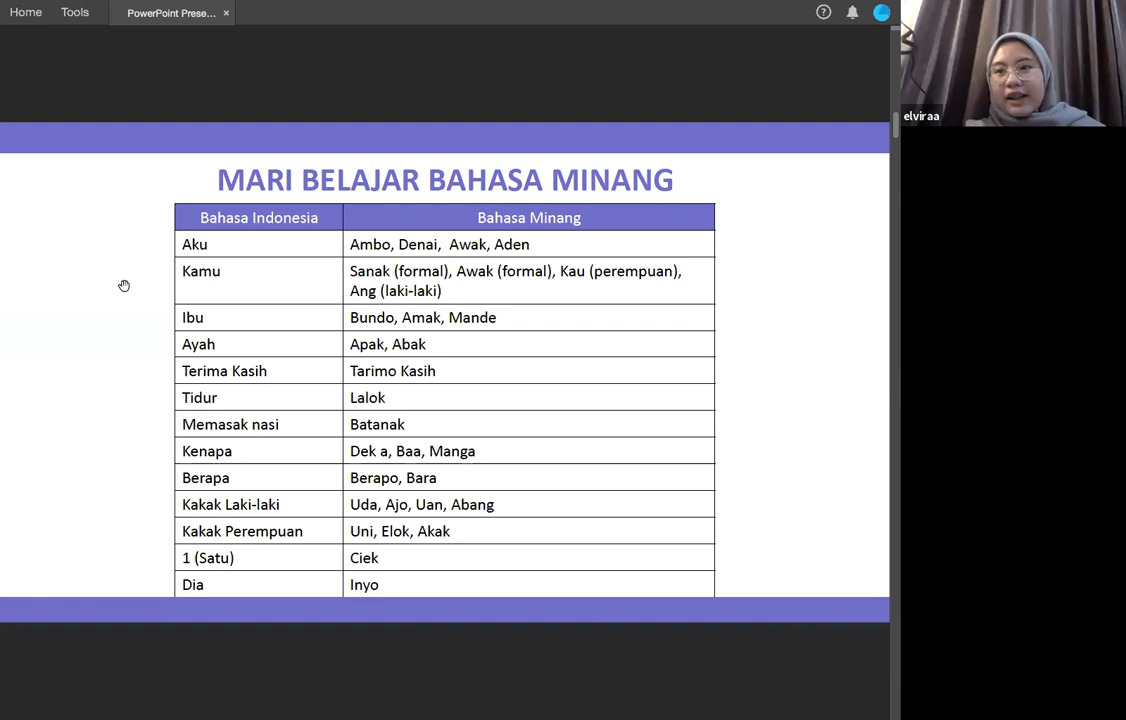 Home Tools PowerPoint Prese... ×
elviraa
MARI BELAJAR BAHASA MINANG
Bahasa Indonesia Bahasa Minang
Aku Ambo, Denai, Awak, Aden
Kamu Sanak (formal), Awak (formal), Kau (perempuan),
Ang (laki-laki)
Ibu Bundo, Amak, Mande
Ayah Apak, Abak
Terima Kasih Tarimo Kasih
Tidur Lalok
Memasak nasi Batanak
Kenapa Dek a, Baa, Manga
Berapa Berapo, Bara
Kakak Laki-laki Uda, Ajo, Uan, Abang
Kakak Perempuan Uni, Elok, Akak
1 (Satu) Ciek
Dia Inyo